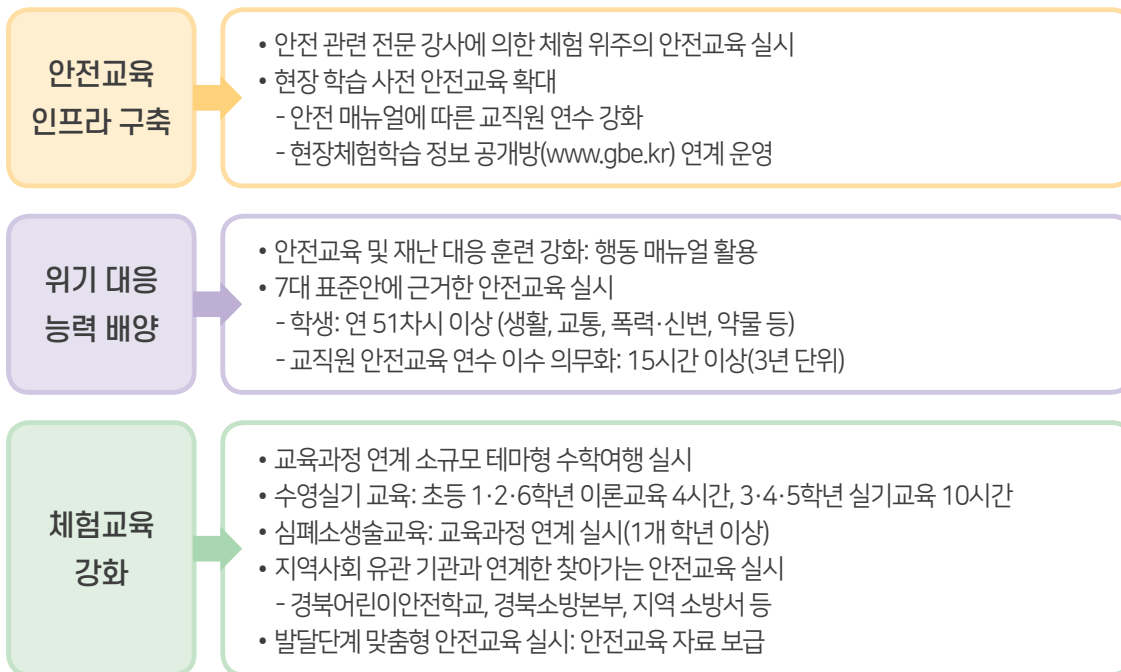 안전교육
인프라 구축
• 안전 관련 전문 강사에 의한 체험 위주의 안전교육 실시
• 현장 학습 사전 안전교육 확대
- 안전 매뉴얼에 따른 교직원 연수 강화
- 현장체험학습 정보 공개방(www.gbe.kr) 연계 운영
위기 대응
능력 배양
• 안전교육 및 재난 대응 훈련 강화: 행동 매뉴얼 활용
• 7대 표준안에 근거한 안전교육 실시
- 학생: 연 51차시 이상 (생활, 교통, 폭력·신변, 약물 등)
- 교직원 안전교육 연수 이수 의무화: 15시간 이상(3년 단위)
체험교육
강화
• 교육과정 연계 소규모 테마형 수학여행 실시
• 수영실기 교육: 초등 1·2·6학년 이론교육 4시간, 3·4·5학년 실기교육 10시간
• 심폐소생술교육: 교육과정 연계 실시(1개 학년 이상)
• 지역사회 유관 기관과 연계한 찾아가는 안전교육 실시
- 경북어린이안전학교, 경북소방본부, 지역 소방서 등
• 발달단계 맞춤형 안전교육 실시: 안전교육 자료 보급